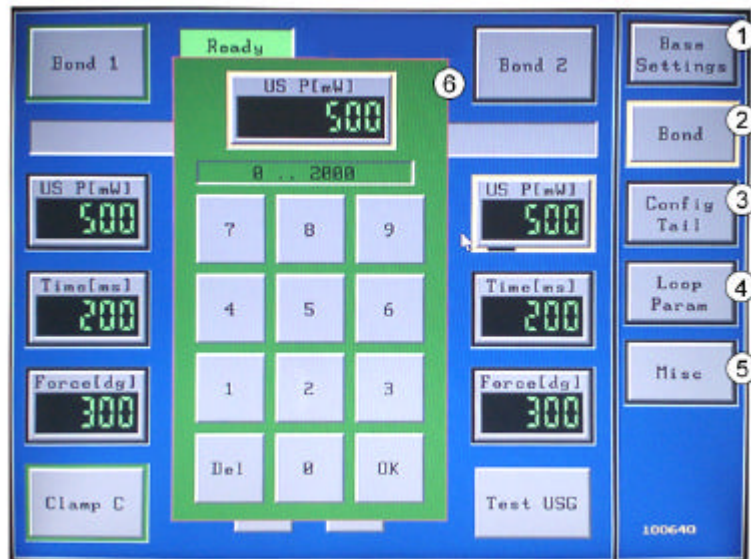 Bond 1
Ready
Bond 2
US P[mW]
500
0 .. 2000
7 8 9
4 5 6
1 2 3
Del 0 OK
US P[mW]
500
Time[ms]
200
Force[dg]
300
Clamp C
US P[mW]
500
Time[ms]
200
Force[dg]
300
Test USG
Base
Settings
1
Bond
2
Config
Tail
3
Loop
Param
4
Misc
5
6
100640